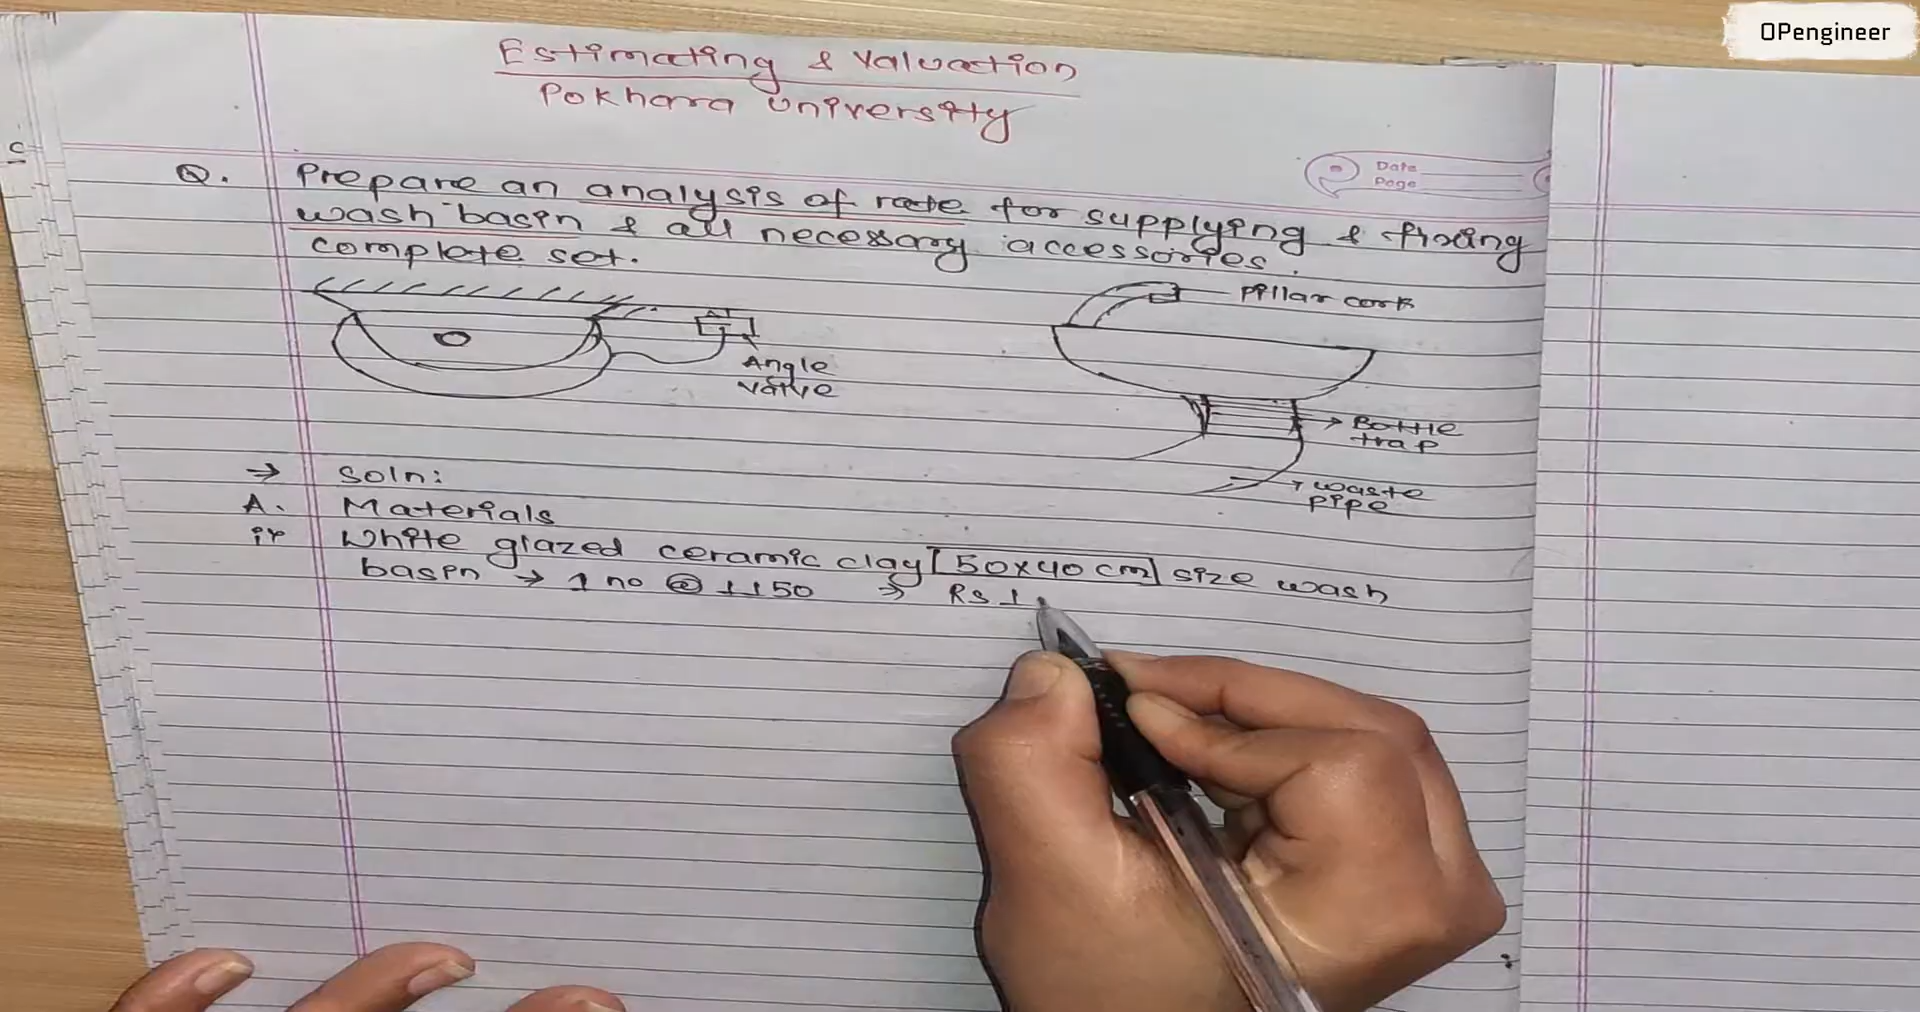 OPengineer
Estimating & Valuation
Pokhara University
C
Date
Page
Q. Prepare an analysis of rate for supplying & fixing
wash basin & all necessary accessories.
complete set.
Pillar cork
Angle
valve
Bottle
trap
waste
pipe
→ Soln:
A. Materials
i> White glazed ceramic clay [50x40 cm] size wash
basin → 1 no @ 1150 → RS 1